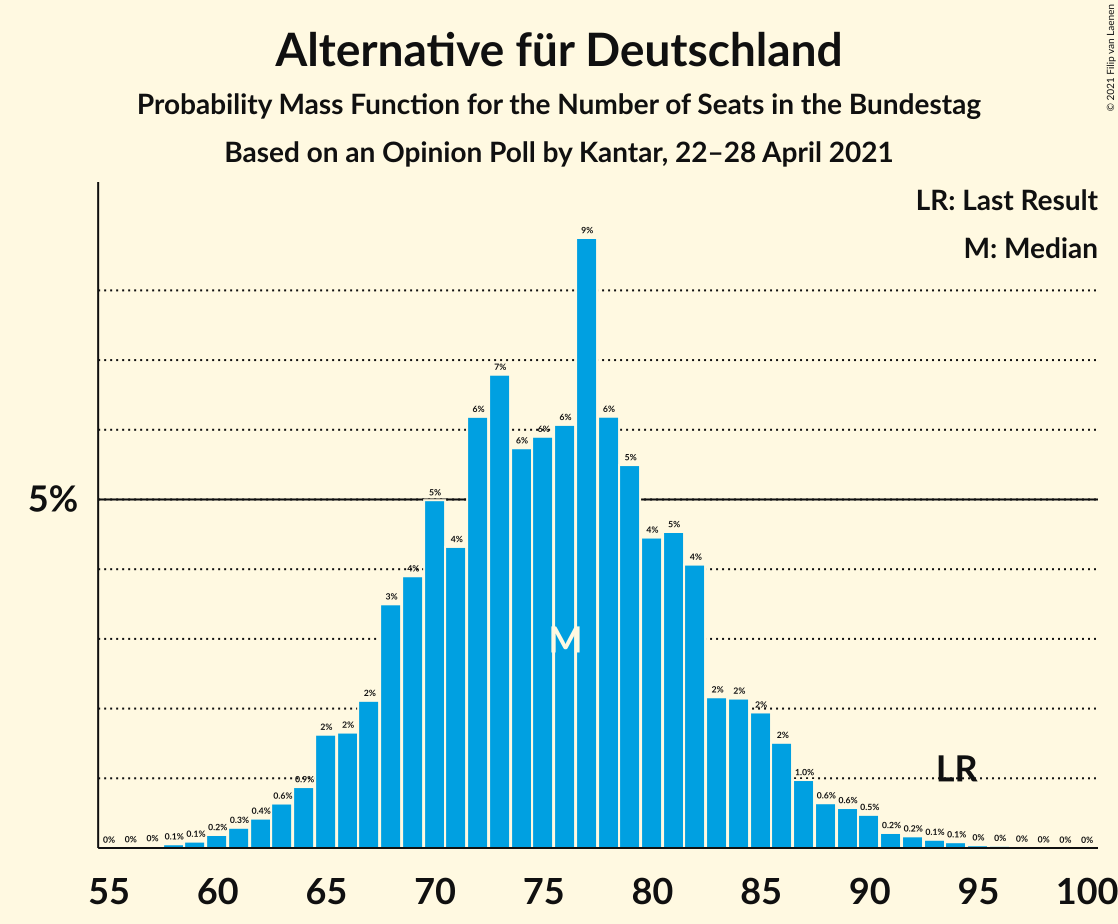 Alternative für Deutschland
Probability Mass Function for the Number of Seats in the Bundestag
Based on an Opinion Poll by Kantar, 22–28 April 2021
© 2021 Filip van Laenen
LR: Last Result
M: Median
5%
0% 0% 0% 0.1% 0.1% 0.2% 0.3% 0.4% 0.6% 0.9% 2% 2% 2% 3% 4% 5% 4% 6% 7% 6% 6% 6% 9% 6% 5% 4% 5% 4% 2% 2% 2% 2% 1.0% 0.6% 0.6% 0.5% 0.2% 0.2% 0.1% 0.1% 0% 0% 0% 0% 0% 0%
M
LR
55 60 65 70 75 80 85 90 95 100